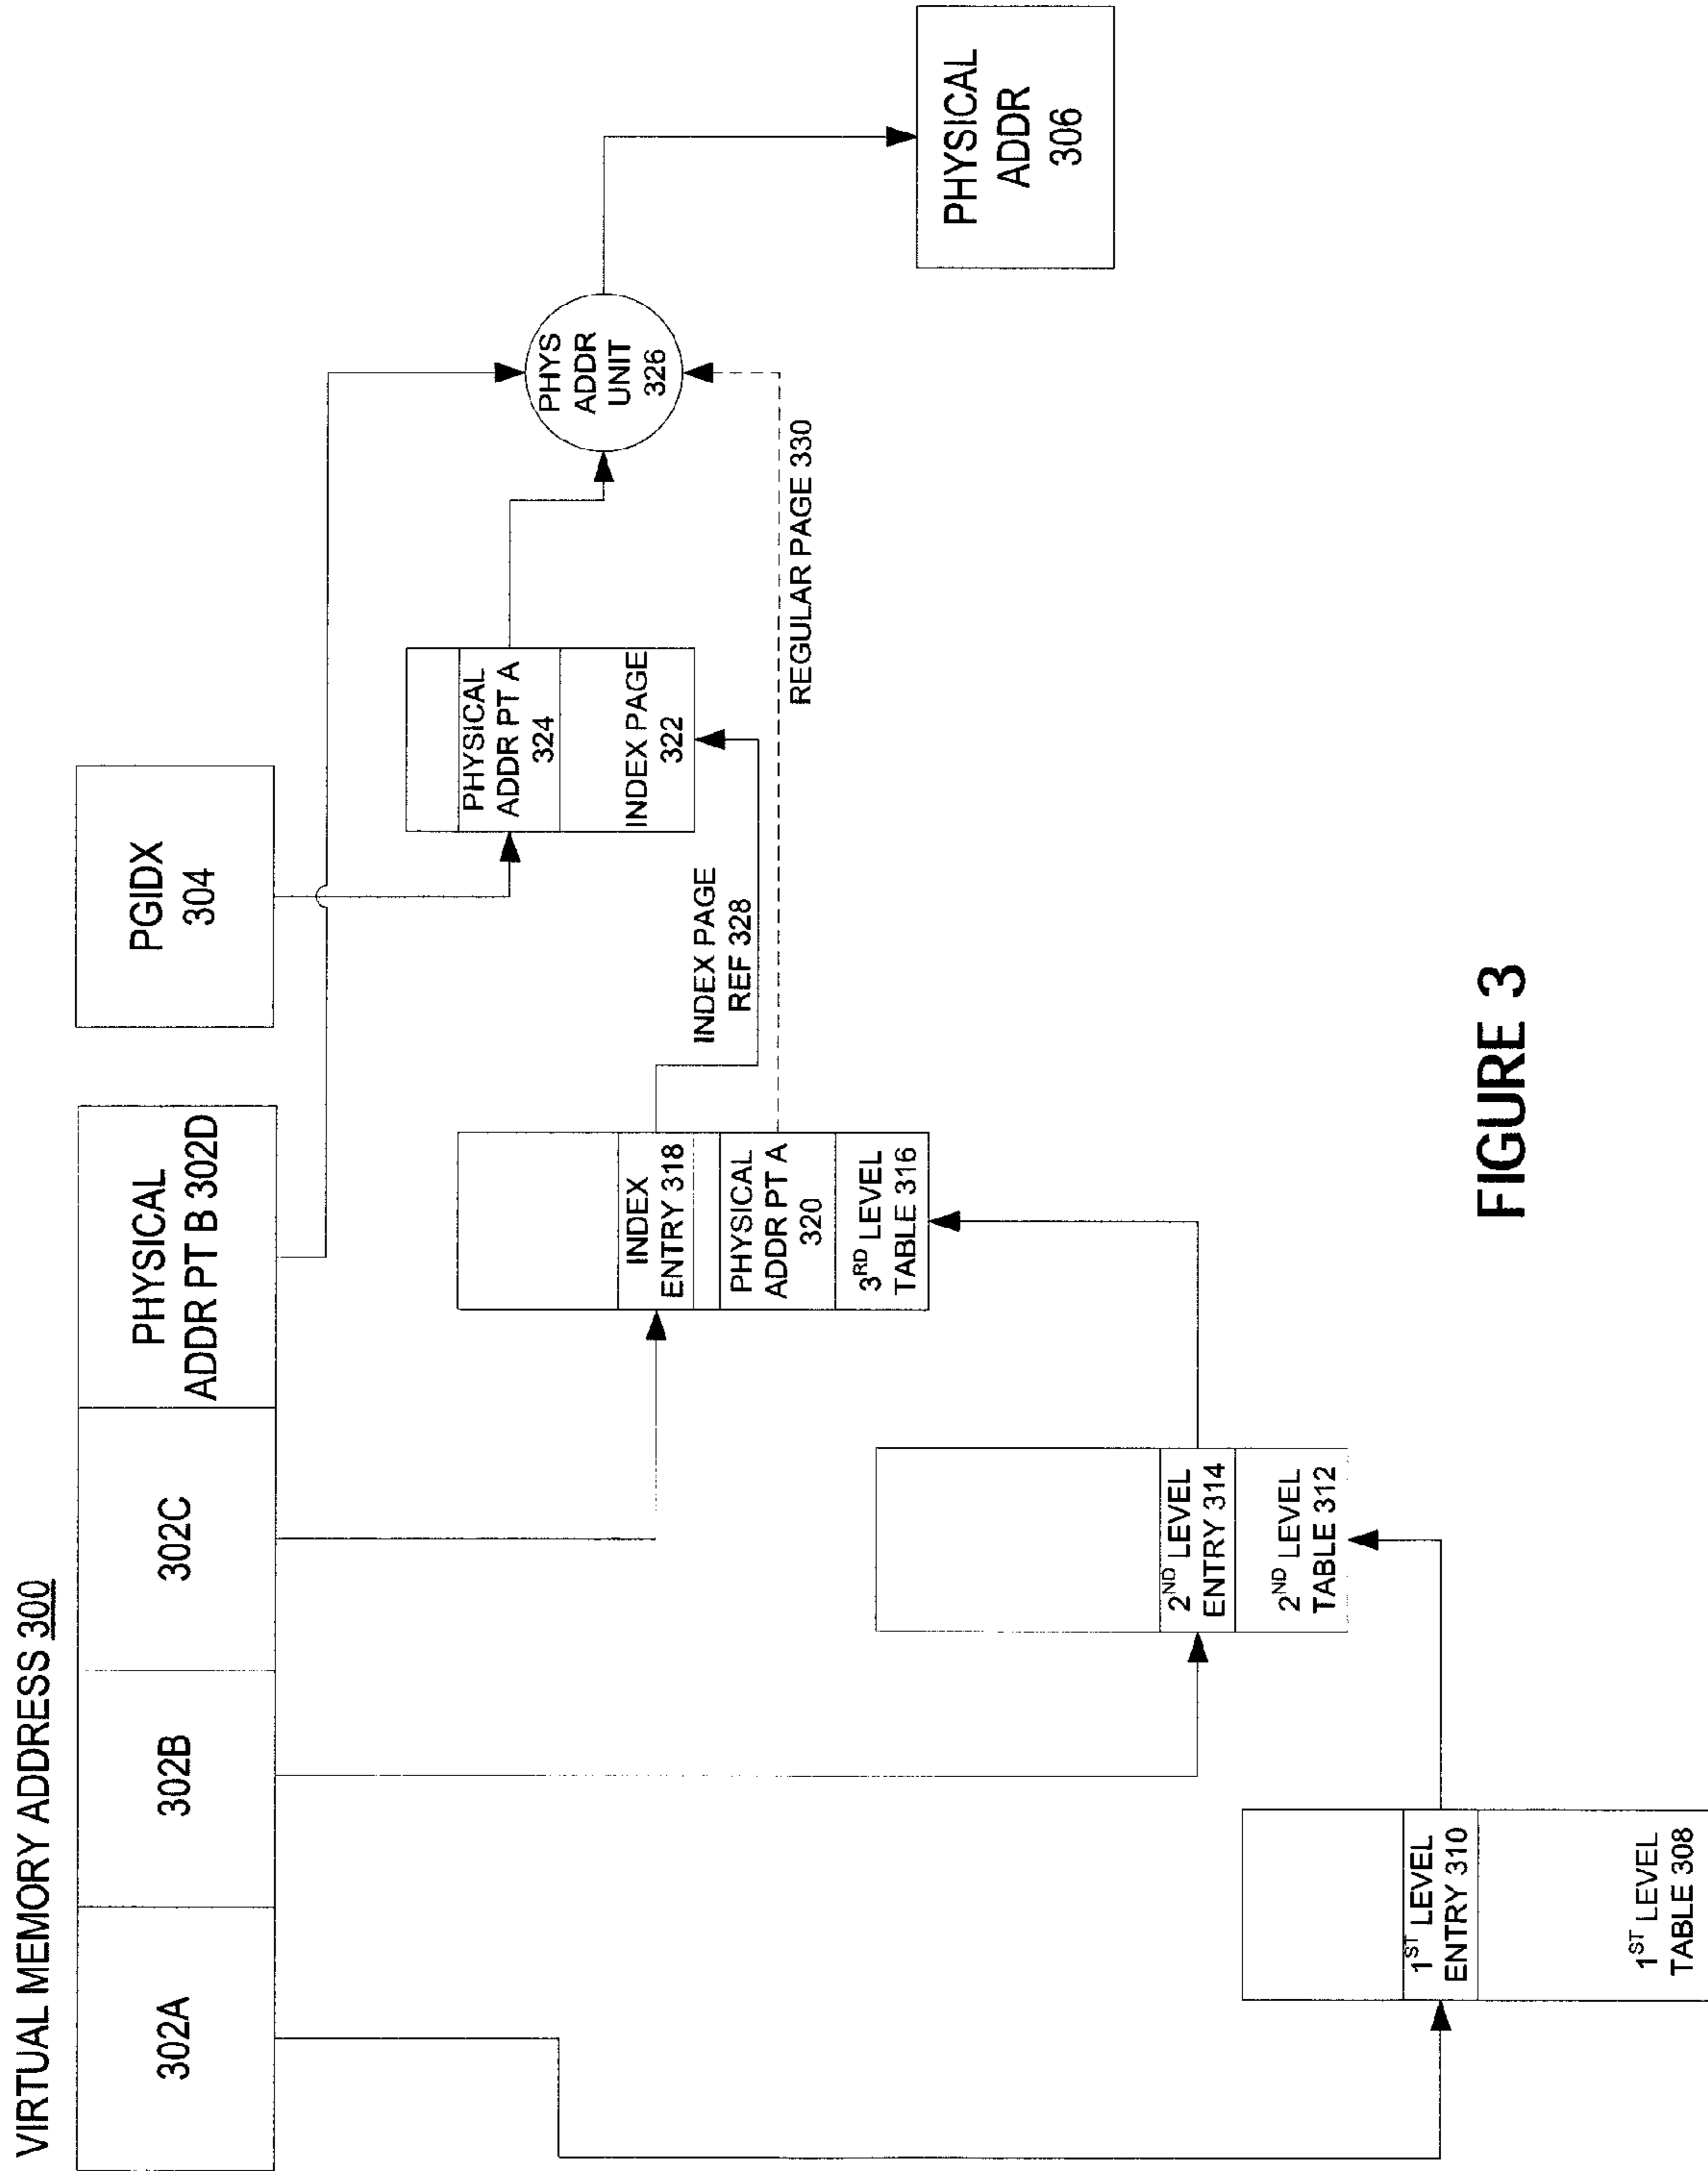 VIRTUAL MEMORY ADDRESS 300
302A
302B
302C
PHYSICAL
ADDR PT B 302D
PGIDX
304
INDEX
ENTRY 318
PHYSICAL
ADDR PT A
320
3RD LEVEL
TABLE 316
INDEX PAGE
REF 328
PHYSICAL
ADDR PT A
324
INDEX PAGE
322
REGULAR PAGE 330
PHYS
ADDR
UNIT
326
PHYSICAL
ADDR
306
2ND LEVEL
ENTRY 314
2ND LEVEL
TABLE 312
1ST LEVEL
ENTRY 310
1ST LEVEL
TABLE 308
FIGURE 3